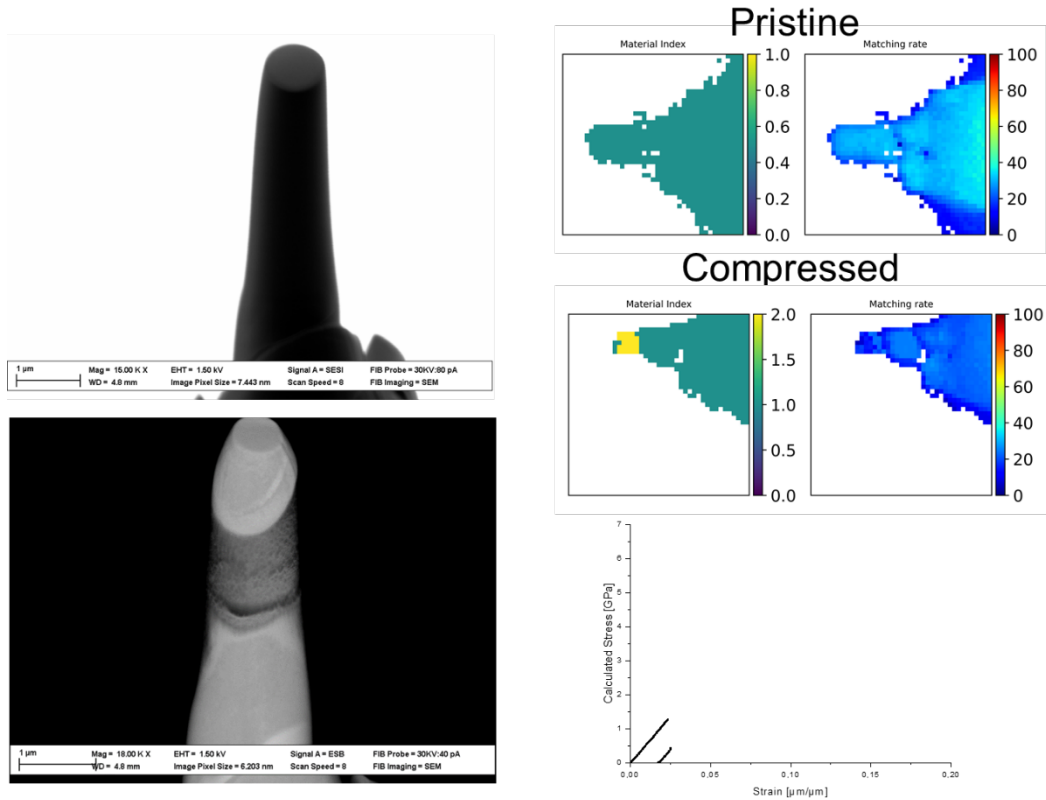 Pristine
Material Index
Matching rate
1.0
0.8
0.6
0.4
0.2
0.0
100
80
60
40
20
0
1 µm
Mag = 15.00 K X
EHT = 1.50 kV
Signal A = SESI
FIB Probe = 30KV:80 pA
WD = 4.8 mm
Image Pixel Size = 7.443 nm
Scan Speed = 8
FIB Imaging = SEM
Compressed
Material Index
Matching rate
2.0
1.5
1.0
0.5
0.0
100
80
60
40
20
0
1 µm
Mag = 18.00 K X
EHT = 1.50 kV
Signal A = ESB
FIB Probe = 30KV:40 pA
WD = 4.8 mm
Image Pixel Size = 6.203 nm
Scan Speed = 8
FIB Imaging = SEM
Calculated Stress [GPa]
7
6
5
4
3
2
1
0
0,00
0,05
0,10
0,15
0,20
Strain [µm/µm]